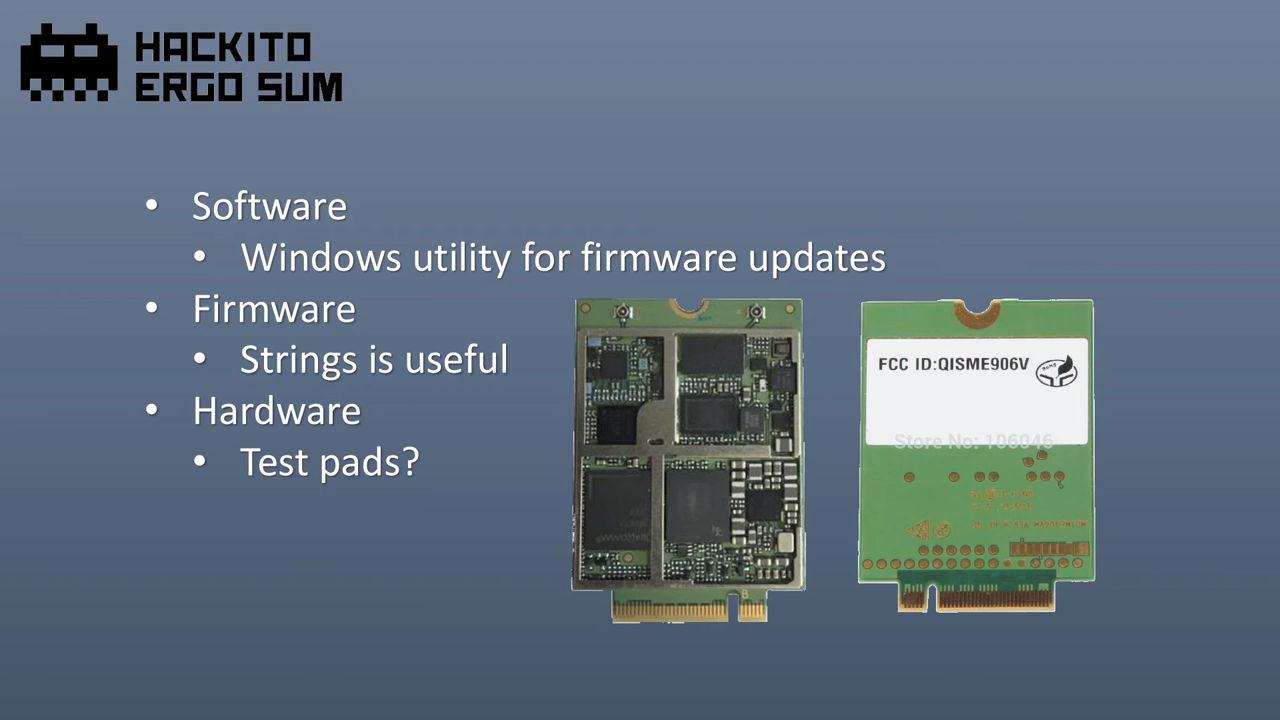 HACKITO
ERGO SUM
• Software
• Windows utility for firmware updates
• Firmware
• Strings is useful
• Hardware
• Test pads?
FCC ID:QISME906V
Store No: 106046
B